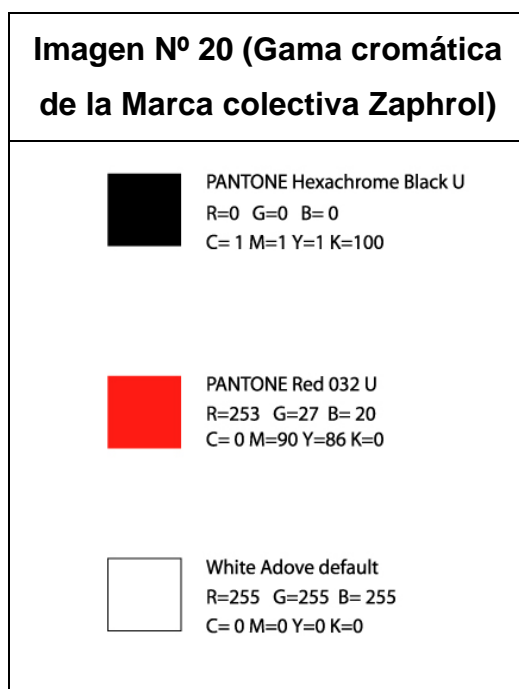 Imagen Nº 20 (Gama cromática
de la Marca colectiva Zaphrol)
PANTONE Hexachrome Black U
R=0 G=0 B= 0
C= 1 M=1 Y=1 K=100
PANTONE Red 032 U
R=253 G=27 B= 20
C= 0 M=90 Y=86 K=0
White Adove default
R=255 G=255 B= 255
C= 0 M=0 Y=0 K=0